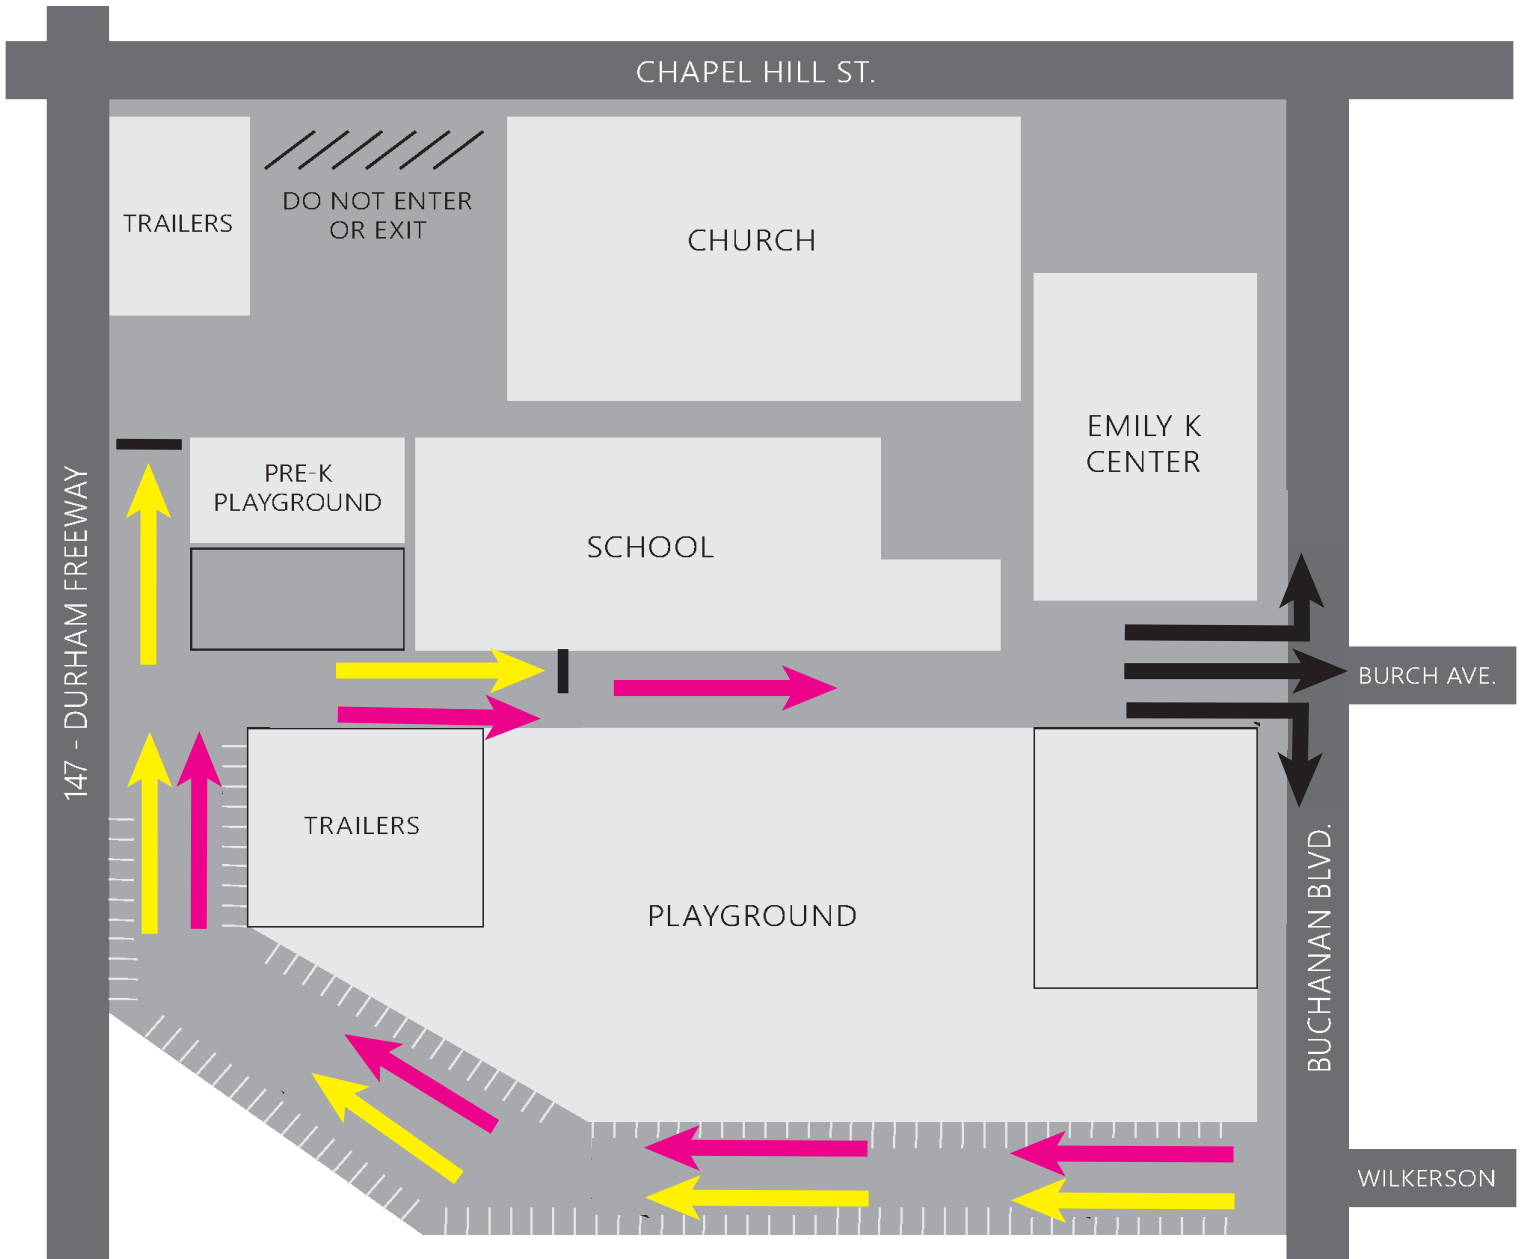 CHAPEL HILL ST.
DO NOT ENTER
OR EXIT
TRAILERS
CHURCH
EMILY K
CENTER
PRE-K
PLAYGROUND
SCHOOL
147 - DURHAM FREEWAY
BURCH AVE.
TRAILERS
PLAYGROUND
BUCHANAN BLVD.
WILKERSON